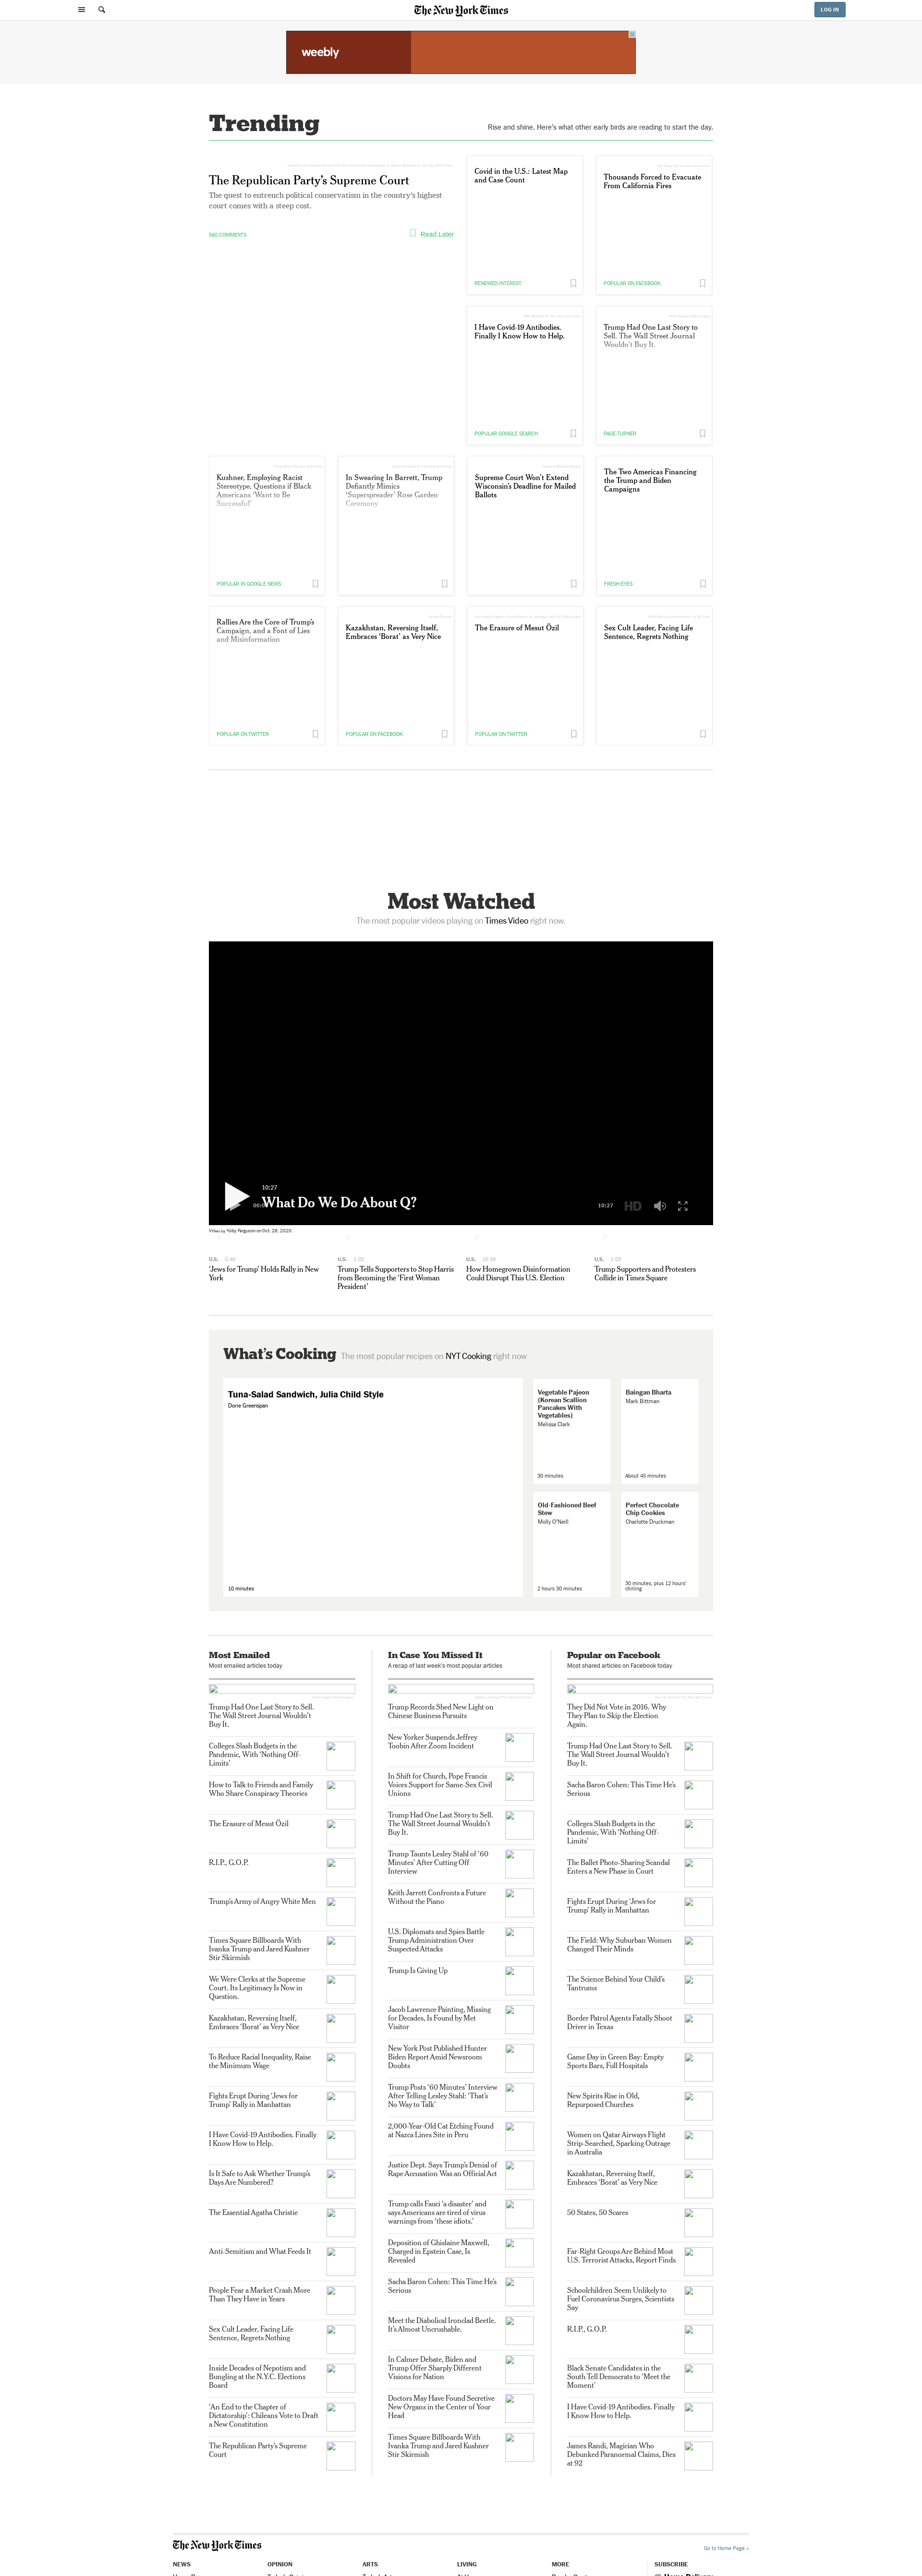 The New York Times
LOG IN
weebly
Trending
Rise and shine. Here's what other early birds are reading to start the day.
The Republican Party's Supreme Court
The quest to entrench political conservatism in the country's highest
court comes with a steep cost.
560 COMMENTS
Read Later
Covid in the U.S.: Latest Map
and Case Count
RENEWED INTEREST
Thousands Forced to Evacuate
From California Fires
POPULAR ON FACEBOOK
I Have Covid-19 Antibodies.
Finally I Know How to Help.
POPULAR GOOGLE SEARCH
Trump Had One Last Story to
Sell. The Wall Street Journal
Wouldn't Buy It.
PAGE-TURNER
Kushner, Employing Racist
Stereotype, Questions if Black
Americans 'Want to Be
Successful'
POPULAR IN GOOGLE NEWS
In Swearing In Barrett, Trump
Defiantly Mimics
'Superspreader' Rose Garden
Ceremony
Supreme Court Won't Extend
Wisconsin's Deadline for Mailed
Ballots
The Two Americas Financing
the Trump and Biden
Campaigns
FRESH EYES
Rallies Are the Core of Trump's
Campaign, and a Font of Lies
and Misinformation
POPULAR ON TWITTER
Kazakhstan, Reversing Itself,
Embraces 'Borat' as Very Nice
POPULAR ON FACEBOOK
The Erasure of Mesut Özil
POPULAR ON TWITTER
Sex Cult Leader, Facing Life
Sentence, Regrets Nothing
Most Watched
The most popular videos playing on Times Video right now.
10:27
What Do We Do About Q?
10:27
HD
Video by Kirby Ferguson on Oct. 26, 2020.
U.S. 0:48
'Jews for Trump' Holds Rally in New
York
U.S. 1:02
Trump Tells Supporters to Stop Harris
from Becoming the 'First Woman
President'
U.S. 10:39
How Homegrown Disinformation
Could Disrupt This U.S. Election
U.S. 1:03
Trump Supporters and Protesters
Collide in Times Square
What's Cooking
The most popular recipes on NYT Cooking right now
Tuna-Salad Sandwich, Julia Child Style
Dorie Greenspan
10 minutes
Vegetable Pajeon
(Korean Scallion
Pancakes With
Vegetables)
Melissa Clark
30 minutes
Baingan Bharta
Mark Bittman
About 45 minutes
Old-Fashioned Beef
Stew
Molly O'Neill
2 hours 30 minutes
Perfect Chocolate
Chip Cookies
Charlotte Druckman
30 minutes, plus 12 hours'
chilling
Most Emailed
Most emailed articles today
Trump Had One Last Story to Sell.
The Wall Street Journal Wouldn't
Buy It.
Colleges Slash Budgets in the
Pandemic, With 'Nothing Off-
Limits'
How to Talk to Friends and Family
Who Share Conspiracy Theories
The Erasure of Mesut Özil
R.I.P., G.O.P.
Trump's Army of Angry White Men
Times Square Billboards With
Ivanka Trump and Jared Kushner
Stir Skirmish
We Were Clerks at the Supreme
Court. Its Legitimacy Is Now in
Question.
Kazakhstan, Reversing Itself,
Embraces 'Borat' as Very Nice
To Reduce Racial Inequality, Raise
the Minimum Wage
Fights Erupt During 'Jews for
Trump' Rally in Manhattan
I Have Covid-19 Antibodies. Finally
I Know How to Help.
Is It Safe to Ask Whether Trump's
Days Are Numbered?
The Essential Agatha Christie
Anti-Semitism and What Feeds It
People Fear a Market Crash More
Than They Have in Years
Sex Cult Leader, Facing Life
Sentence, Regrets Nothing
Inside Decades of Nepotism and
Bungling at the N.Y.C. Elections
Board
'An End to the Chapter of
Dictatorship': Chileans Vote to Draft
a New Constitution
The Republican Party's Supreme
Court
In Case You Missed It
A recap of last week's most popular articles
Trump Records Shed New Light on
Chinese Business Pursuits
New Yorker Suspends Jeffrey
Toobin After Zoom Incident
In Shift for Church, Pope Francis
Voices Support for Same-Sex Civil
Unions
Trump Had One Last Story to Sell.
The Wall Street Journal Wouldn't
Buy It.
Trump Taunts Lesley Stahl of '60
Minutes' After Cutting Off
Interview
Keith Jarrett Confronts a Future
Without the Piano
U.S. Diplomats and Spies Battle
Trump Administration Over
Suspected Attacks
Trump Is Giving Up
Jacob Lawrence Painting, Missing
for Decades, Is Found by Met
Visitor
New York Post Published Hunter
Biden Report Amid Newsroom
Doubts
Trump Posts '60 Minutes' Interview
After Telling Lesley Stahl: 'That's
No Way to Talk'
2,000-Year-Old Cat Etching Found
at Nazca Lines Site in Peru
Justice Dept. Says Trump's Denial of
Rape Accusation Was an Official Act
Trump calls Fauci 'a disaster' and
says Americans are tired of virus
warnings from 'these idiots.'
Deposition of Ghislaine Maxwell,
Charged in Epstein Case, Is
Revealed
Sacha Baron Cohen: This Time He's
Serious
Meet the Diabolical Ironclad Beetle.
It's Almost Uncrushable.
In Calmer Debate, Biden and
Trump Offer Sharply Different
Visions for Nation
Doctors May Have Found Secretive
New Organs in the Center of Your
Head
Times Square Billboards With
Ivanka Trump and Jared Kushner
Stir Skirmish
Popular on Facebook
Most shared articles on Facebook today
They Did Not Vote in 2016. Why
They Plan to Skip the Election
Again.
Trump Had One Last Story to Sell.
The Wall Street Journal Wouldn't
Buy It.
Sacha Baron Cohen: This Time He's
Serious
Colleges Slash Budgets in the
Pandemic, With 'Nothing Off-
Limits'
The Ballet Photo-Sharing Scandal
Enters a New Phase in Court
Fights Erupt During 'Jews for
Trump' Rally in Manhattan
The Field: Why Suburban Women
Changed Their Minds
The Science Behind Your Child's
Tantrums
Border Patrol Agents Fatally Shoot
Driver in Texas
Game Day in Green Bay: Empty
Sports Bars, Full Hospitals
New Spirits Rise in Old,
Repurposed Churches
Women on Qatar Airways Flight
Strip-Searched, Sparking Outrage
in Australia
Kazakhstan, Reversing Itself,
Embraces 'Borat' as Very Nice
50 States, 50 Scares
Far-Right Groups Are Behind Most
U.S. Terrorist Attacks, Report Finds
Schoolchildren Seem Unlikely to
Fuel Coronavirus Surges, Scientists
Say
R.I.P., G.O.P.
Black Senate Candidates in the
South Tell Democrats to 'Meet the
Moment'
I Have Covid-19 Antibodies. Finally
I Know How to Help.
James Randi, Magician Who
Debunked Paranormal Claims, Dies
at 92
The New York Times
Go to Home Page »
NEWS
OPINION
ARTS
LIVING
MORE
SUBSCRIBE